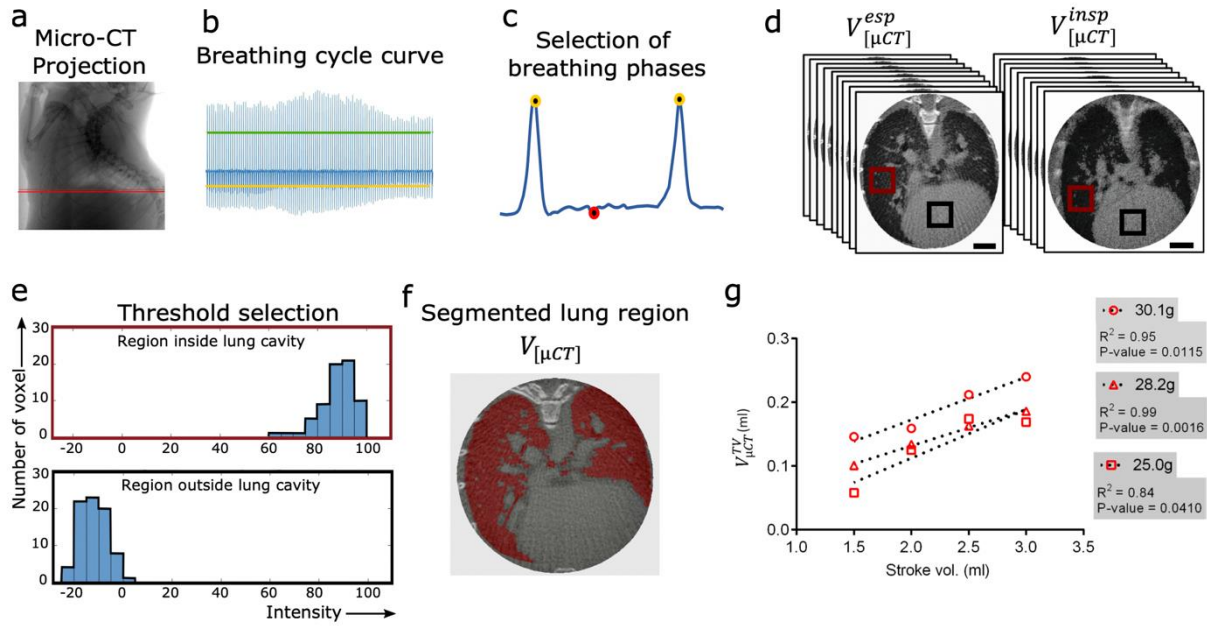 a
Micro-CT
Projection
b
Breathing cycle curve
c
Selection of
breathing phases
d
V^{esp}_{[μCT]}
V^{insp}_{[μCT]}
e
Threshold selection
Number of voxel
30
20
10
0
Region inside lung cavity
-20 0 20 40 60 80 100
30
20
10
0
Region outside lung cavity
-20 0 20 40 60 80 100
Intensity
f
Segmented lung region
V_{[μCT]}
g
V^{TV}_{μCT} (ml)
0.3
0.2
0.1
0.0
1.0 1.5 2.0 2.5 3.0 3.5
Stroke vol. (ml)
30.1g
R² = 0.95
P-value = 0.0115
28.2g
R² = 0.99
P-value = 0.0016
25.0g
R² = 0.84
P-value = 0.0410